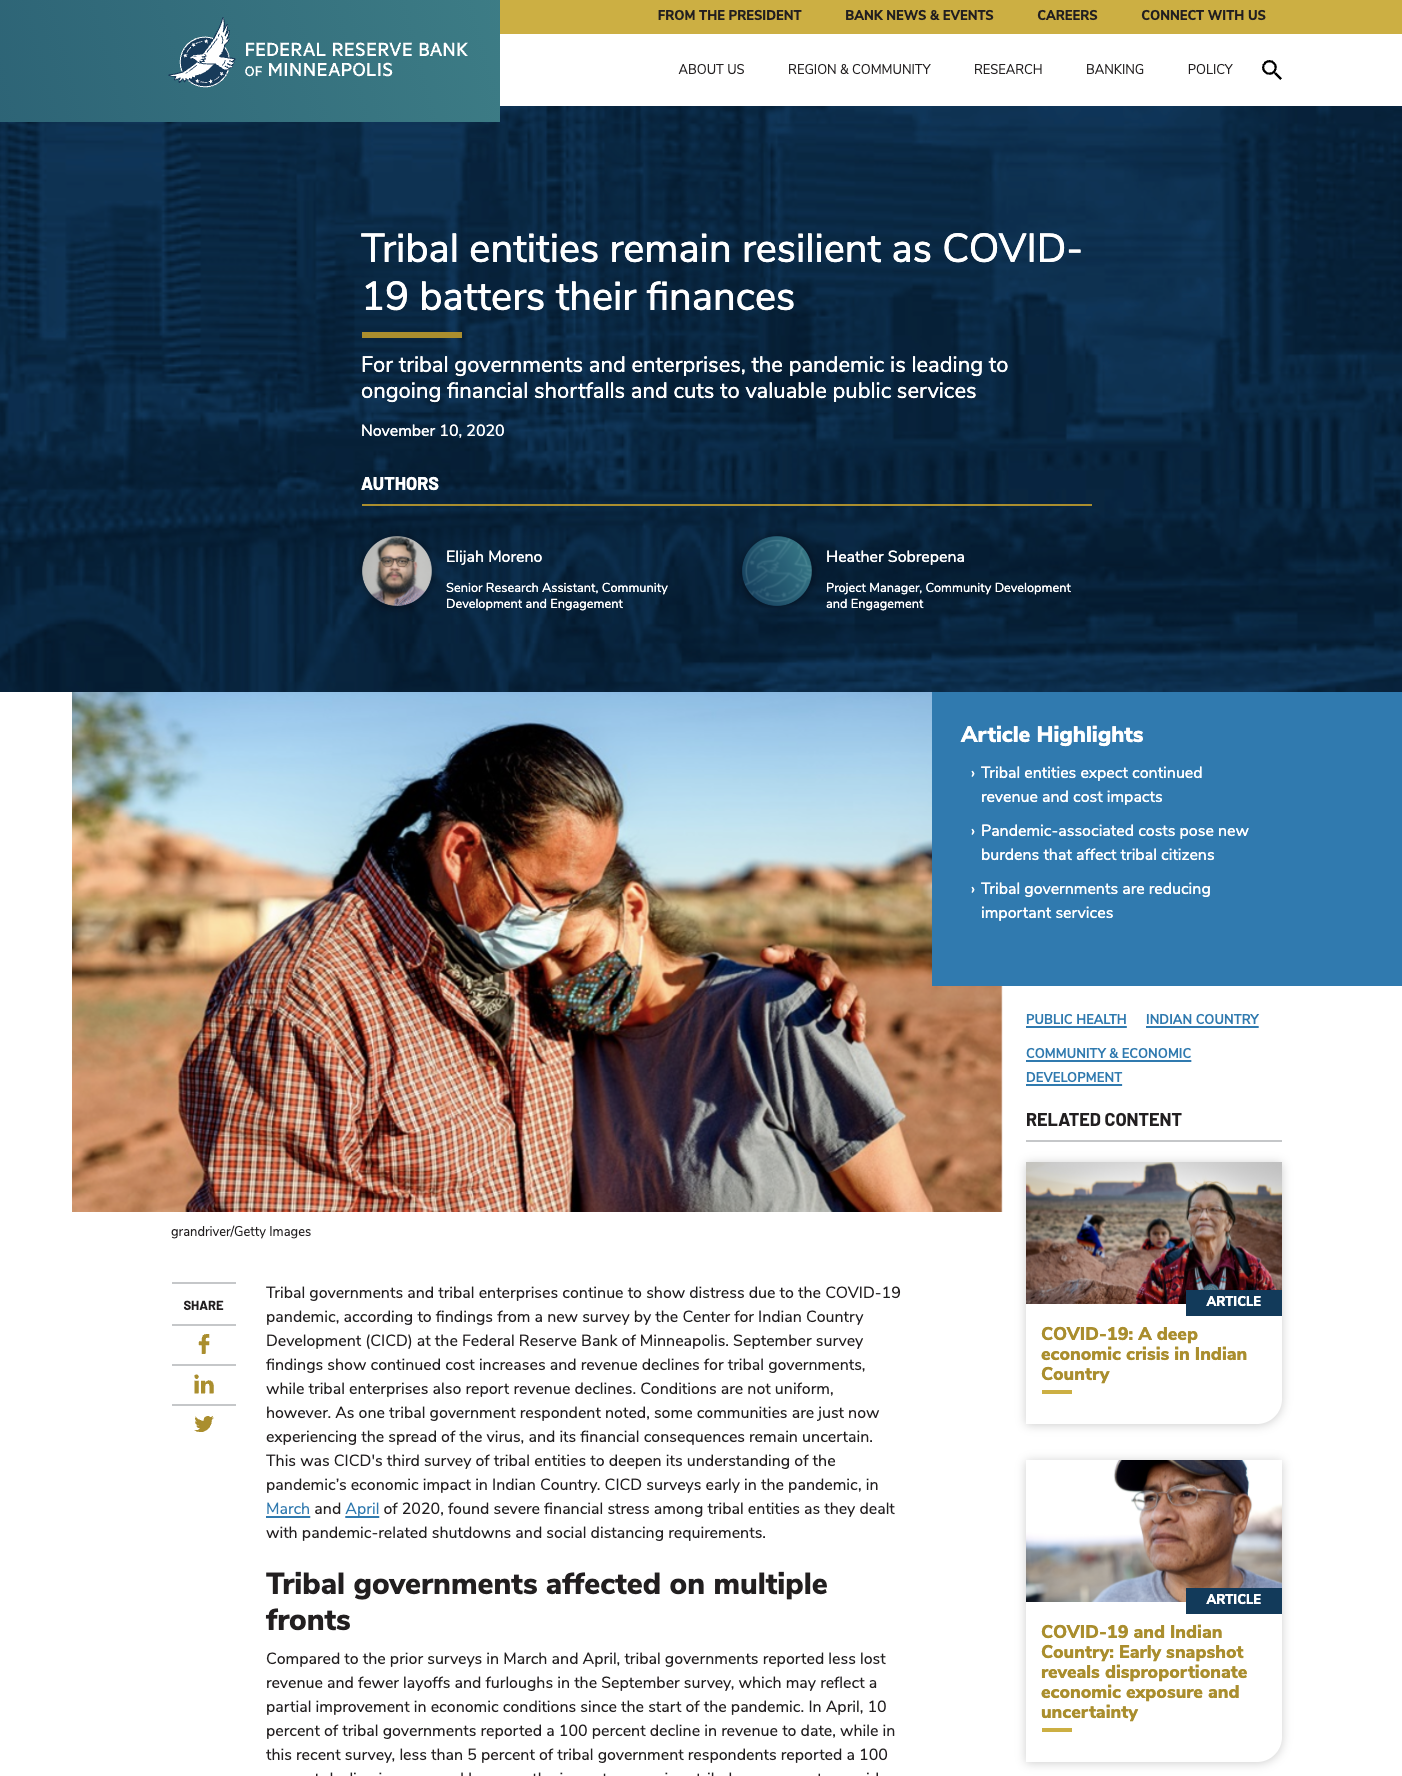 FROM THE PRESIDENT BANK NEWS & EVENTS CAREERS CONNECT WITH US
FEDERAL RESERVE BANK
OF MINNEAPOLIS
ABOUT US REGION & COMMUNITY RESEARCH BANKING POLICY
Tribal entities remain resilient as COVID-
19 batters their finances
For tribal governments and enterprises, the pandemic is leading to
ongoing financial shortfalls and cuts to valuable public services
November 10, 2020
AUTHORS
Elijah Moreno
Senior Research Assistant, Community
Development and Engagement
Heather Sobrepena
Project Manager, Community Development
and Engagement
Article Highlights
› Tribal entities expect continued
revenue and cost impacts
› Pandemic-associated costs pose new
burdens that affect tribal citizens
› Tribal governments are reducing
important services
PUBLIC HEALTH INDIAN COUNTRY
COMMUNITY & ECONOMIC
DEVELOPMENT
RELATED CONTENT
ARTICLE
COVID-19: A deep
economic crisis in Indian
Country
ARTICLE
COVID-19 and Indian
Country: Early snapshot
reveals disproportionate
economic exposure and
uncertainty
grandriver/Getty Images
SHARE
Tribal governments and tribal enterprises continue to show distress due to the COVID-19
pandemic, according to findings from a new survey by the Center for Indian Country
Development (CICD) at the Federal Reserve Bank of Minneapolis. September survey
findings show continued cost increases and revenue declines for tribal governments,
while tribal enterprises also report revenue declines. Conditions are not uniform,
however. As one tribal government respondent noted, some communities are just now
experiencing the spread of the virus, and its financial consequences remain uncertain.
This was CICD's third survey of tribal entities to deepen its understanding of the
pandemic’s economic impact in Indian Country. CICD surveys early in the pandemic, in
March and April of 2020, found severe financial stress among tribal entities as they dealt
with pandemic-related shutdowns and social distancing requirements.
Tribal governments affected on multiple
fronts
Compared to the prior surveys in March and April, tribal governments reported less lost
revenue and fewer layoffs and furloughs in the September survey, which may reflect a
partial improvement in economic conditions since the start of the pandemic. In April, 10
percent of tribal governments reported a 100 percent decline in revenue to date, while in
this recent survey, less than 5 percent of tribal government respondents reported a 100